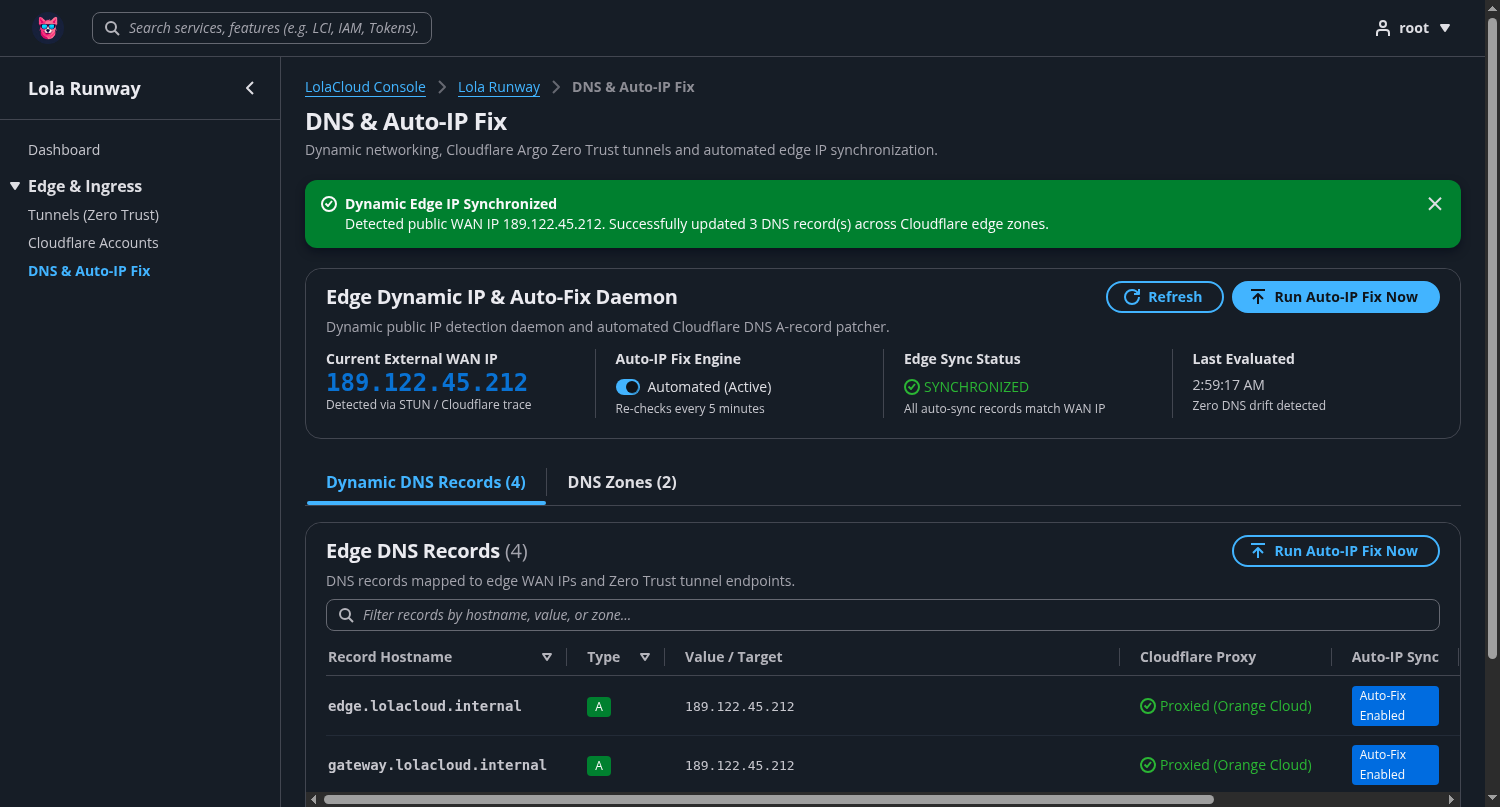 Search services, features (e.g. LCI, IAM, Tokens).
root
Lola Runway
LolaCloud Console
Lola Runway
DNS & Auto-IP Fix
DNS & Auto-IP Fix
Dynamic networking, Cloudflare Argo Zero Trust tunnels and automated edge IP synchronization.
Dashboard
Edge & Ingress
Tunnels (Zero Trust)
Cloudflare Accounts
DNS & Auto-IP Fix
Dynamic Edge IP Synchronized
Detected public WAN IP 189.122.45.212. Successfully updated 3 DNS record(s) across Cloudflare edge zones.
Edge Dynamic IP & Auto-Fix Daemon
Refresh
Run Auto-IP Fix Now
Dynamic public IP detection daemon and automated Cloudflare DNS A-record patcher.
Current External WAN IP
189.122.45.212
Detected via STUN / Cloudflare trace
Auto-IP Fix Engine
Automated (Active)
Re-checks every 5 minutes
Edge Sync Status
SYNCHRONIZED
All auto-sync records match WAN IP
Last Evaluated
2:59:17 AM
Zero DNS drift detected
Dynamic DNS Records (4)
DNS Zones (2)
Edge DNS Records (4)
Run Auto-IP Fix Now
DNS records mapped to edge WAN IPs and Zero Trust tunnel endpoints.
Filter records by hostname, value, or zone...
Record Hostname
Type
Value / Target
Cloudflare Proxy
Auto-IP Sync
edge.lolacloud.internal
A
189.122.45.212
Proxied (Orange Cloud)
Auto-Fix
Enabled
gateway.lolacloud.internal
A
189.122.45.212
Proxied (Orange Cloud)
Auto-Fix
Enabled